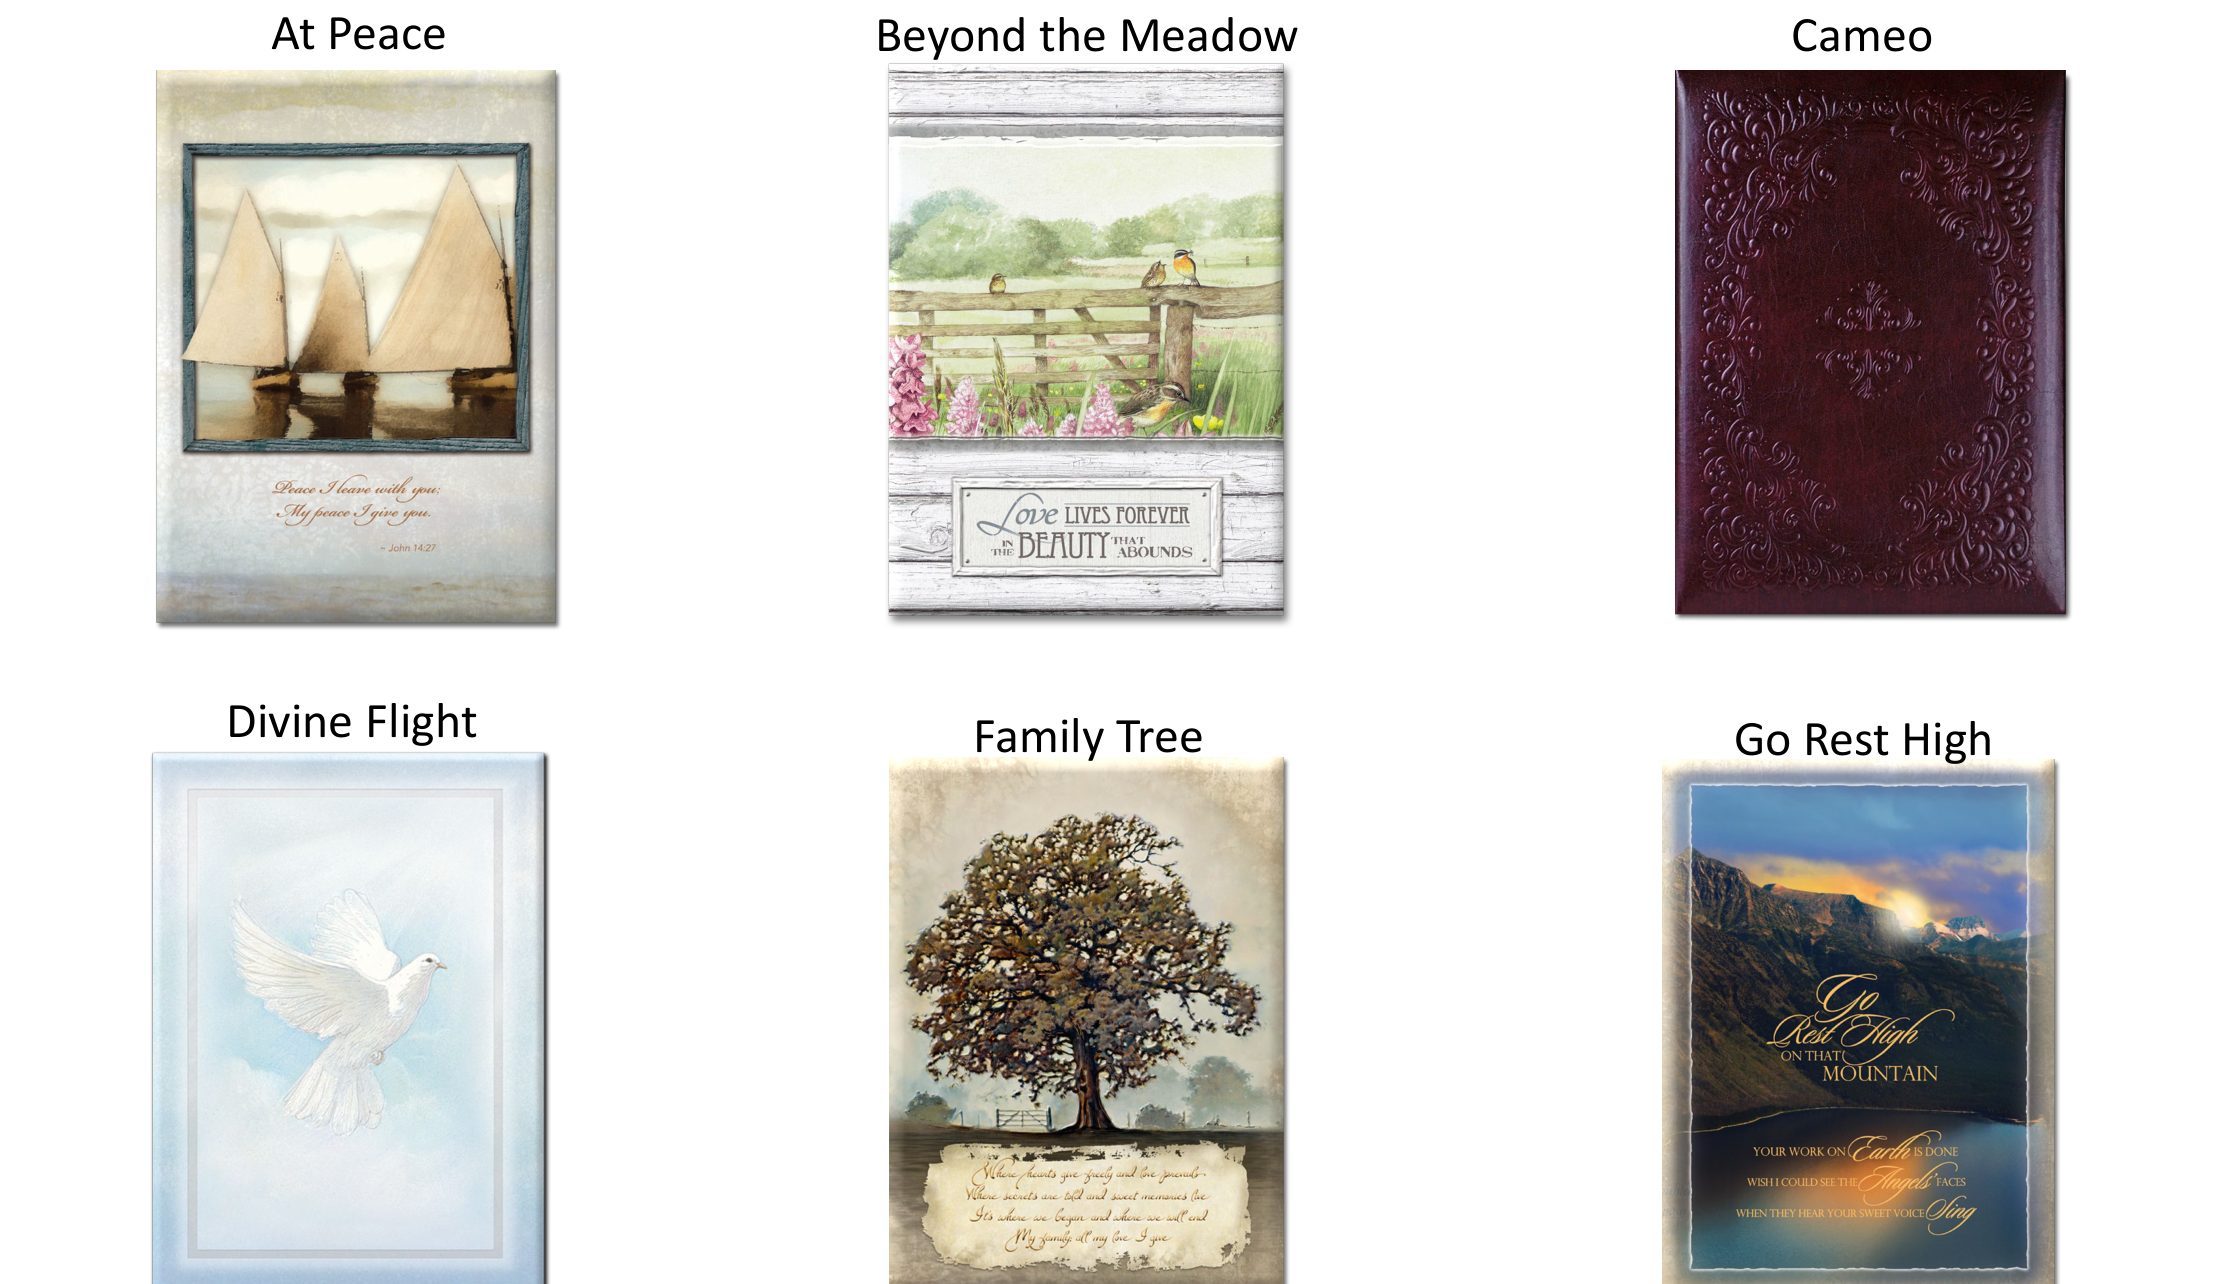 At Peace
Beyond the Meadow
Cameo
Peace I leave with you;
My peace I give you.
~ John 14:27
Love LIVES FOREVER
IN THE BEAUTY THAT ABOUNDS
Divine Flight
Family Tree
Go Rest High
Where hearts give freely and love prevails
Where secrets are told and sweet memories live
It's where we began and where we will end
My family, all my love I give
Go
Rest High
ON THAT
MOUNTAIN
YOUR WORK ON Earth IS DONE
WISH I COULD SEE THE Angels' FACES
WHEN THEY HEAR YOUR SWEET VOICE Sing